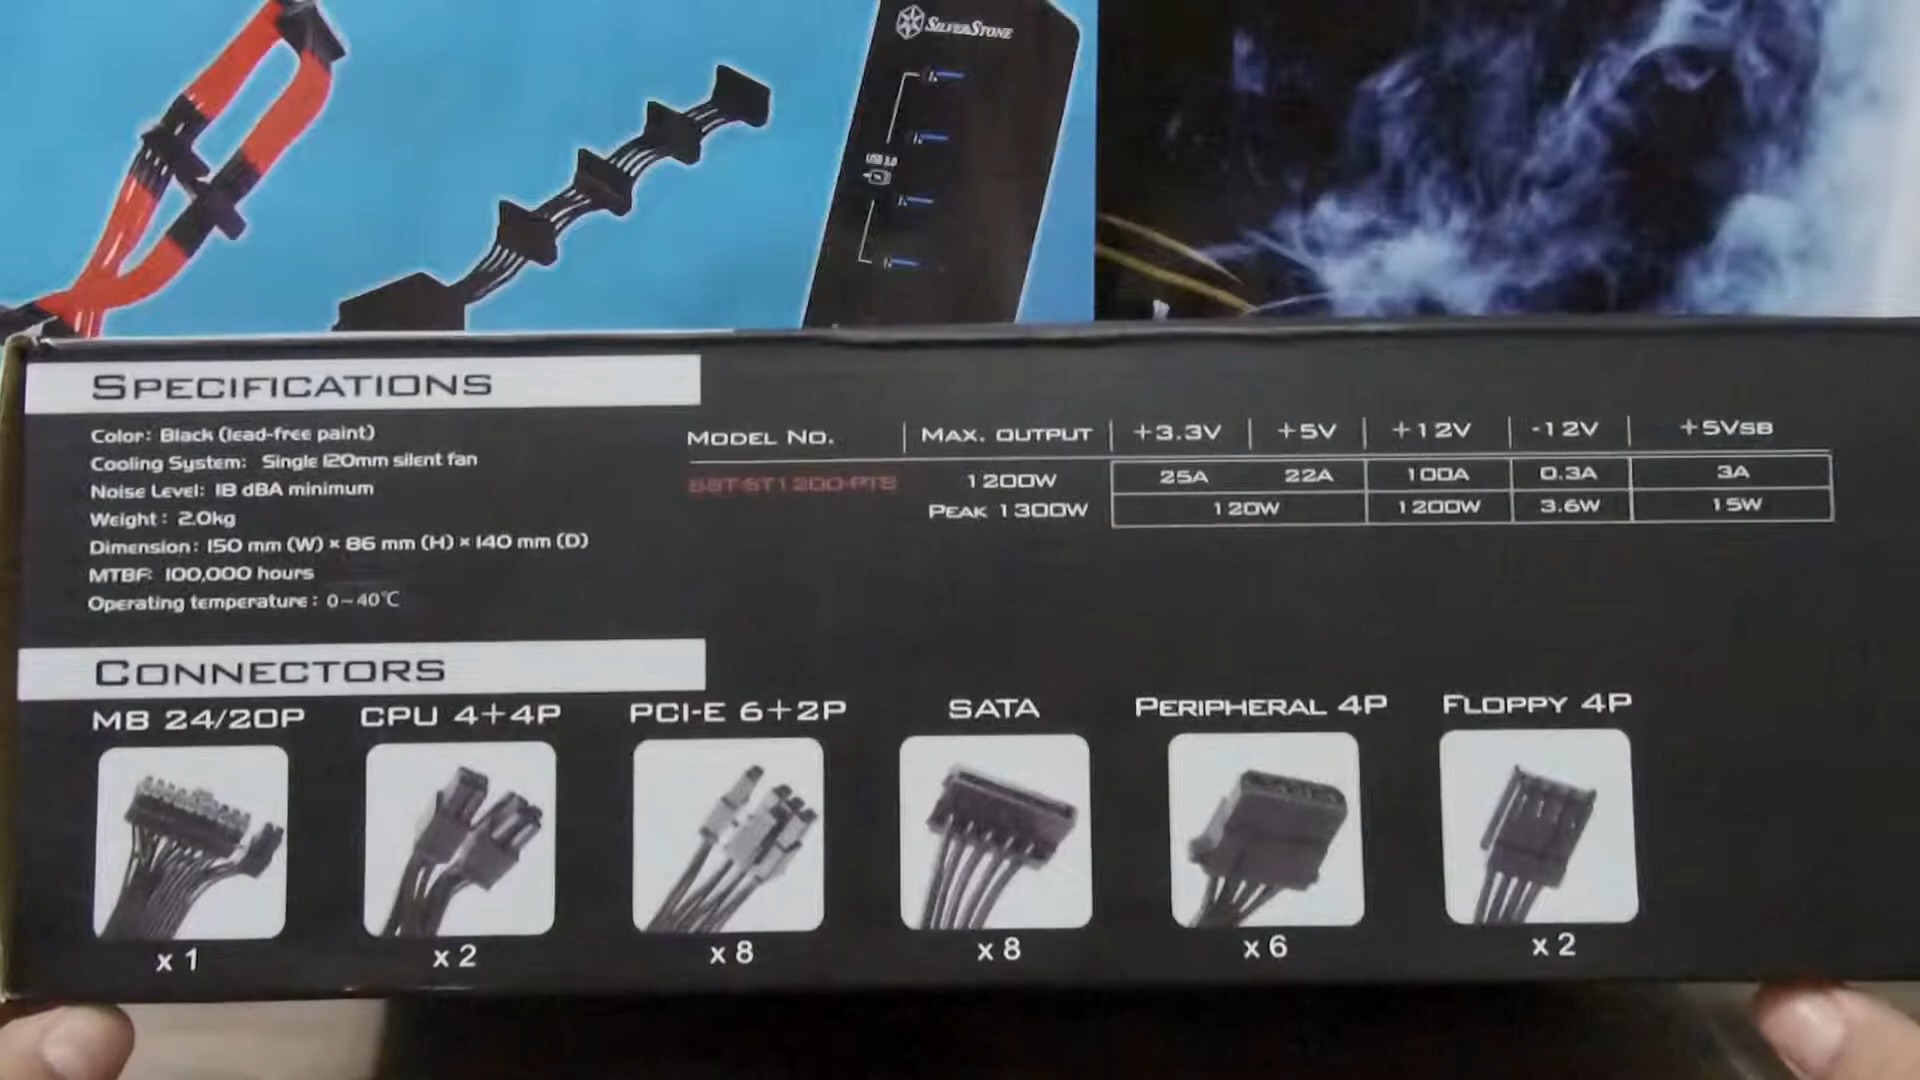 SILVERSTONE
USB 3.0
SPECIFICATIONS
Color: Black (lead-free paint)
Cooling System: Single 120mm silent fan
Noise Level: 18 dBA minimum
Weight: 2.0kg
Dimension: 150 mm (W) × 86 mm (H) × 140 mm (D)
MTBF: 100,000 hours
Operating temperature: 0~40°C
MODEL NO. MAX. OUTPUT +3.3V +5V +12V -12V +5VSB
SST-ST1200-PTS 1200W 25A 22A 100A 0.3A 3A
PEAK 1300W 120W 1200W 3.6W 15W
CONNECTORS
MB 24/20P CPU 4+4P PCI-E 6+2P SATA PERIPHERAL 4P FLOPPY 4P
x 1 x 2 x 8 x 8 x 6 x 2